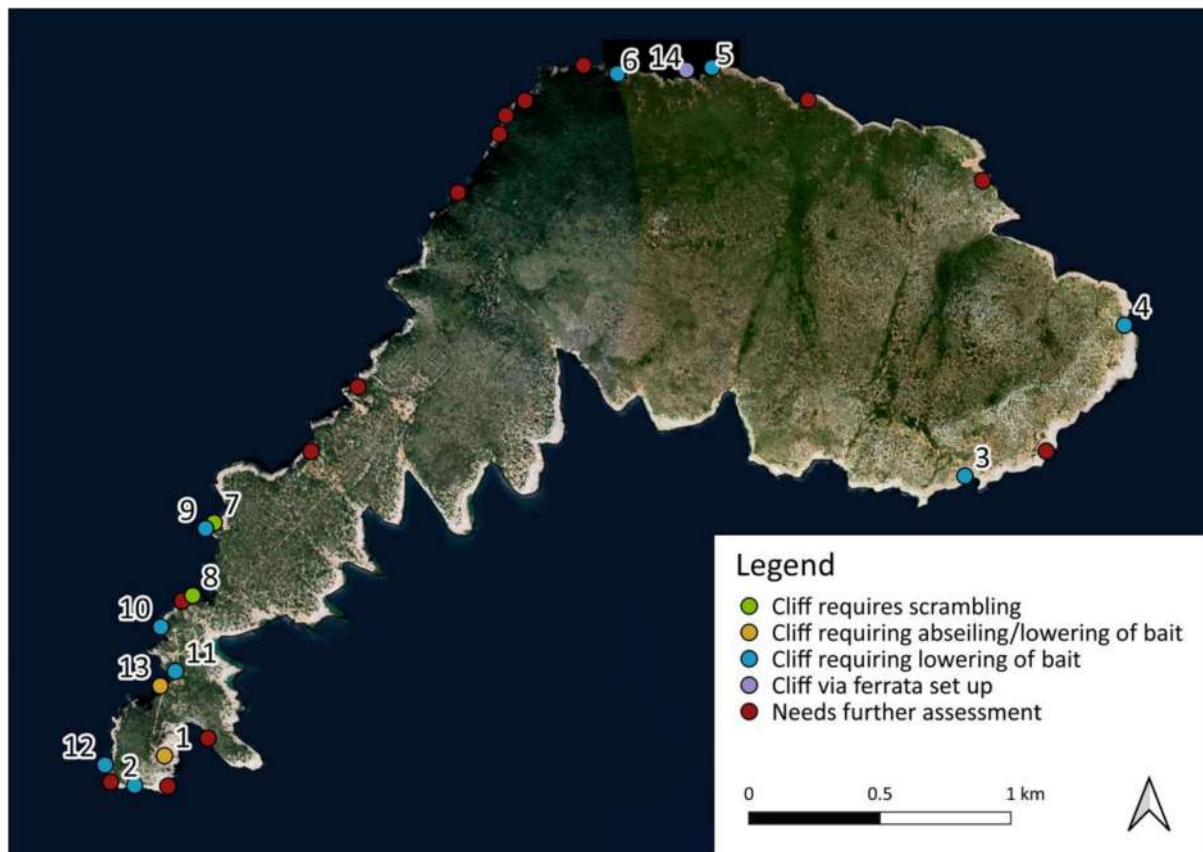 6
14
5
4
3
9
7
8
10
11
13
1
12
2
Legend
Cliff requires scrambling
Cliff requiring abseiling/lowering of bait
Cliff requiring lowering of bait
Cliff via ferrata set up
Needs further assessment
0 0.5 1 km